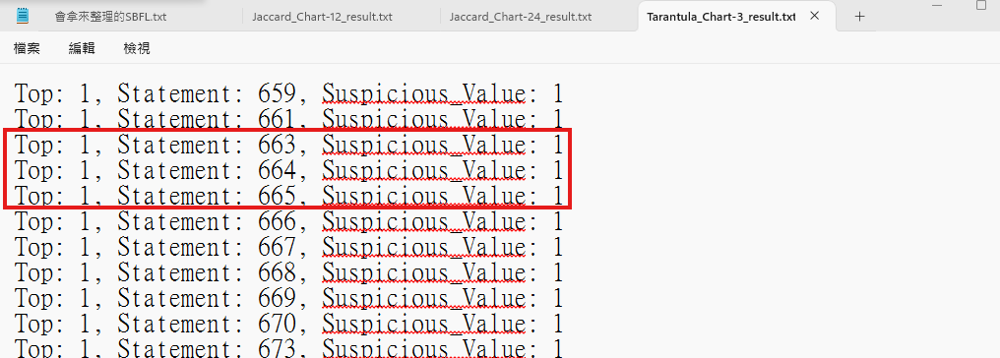 會拿來整理的SBFL.txt
Jaccard_Chart-12_result.txt
Jaccard_Chart-24_result.txt
Tarantula_Chart-3_result.txt
檔案
編輯
檢視
Top: 1, Statement: 659, Suspicious_Value: 1
Top: 1, Statement: 661, Suspicious_Value: 1
Top: 1, Statement: 663, Suspicious_Value: 1
Top: 1, Statement: 664, Suspicious_Value: 1
Top: 1, Statement: 665, Suspicious_Value: 1
Top: 1, Statement: 666, Suspicious_Value: 1
Top: 1, Statement: 667, Suspicious_Value: 1
Top: 1, Statement: 668, Suspicious_Value: 1
Top: 1, Statement: 669, Suspicious_Value: 1
Top: 1, Statement: 670, Suspicious_Value: 1
Top: 1, Statement: 673, Suspicious_Value: 1